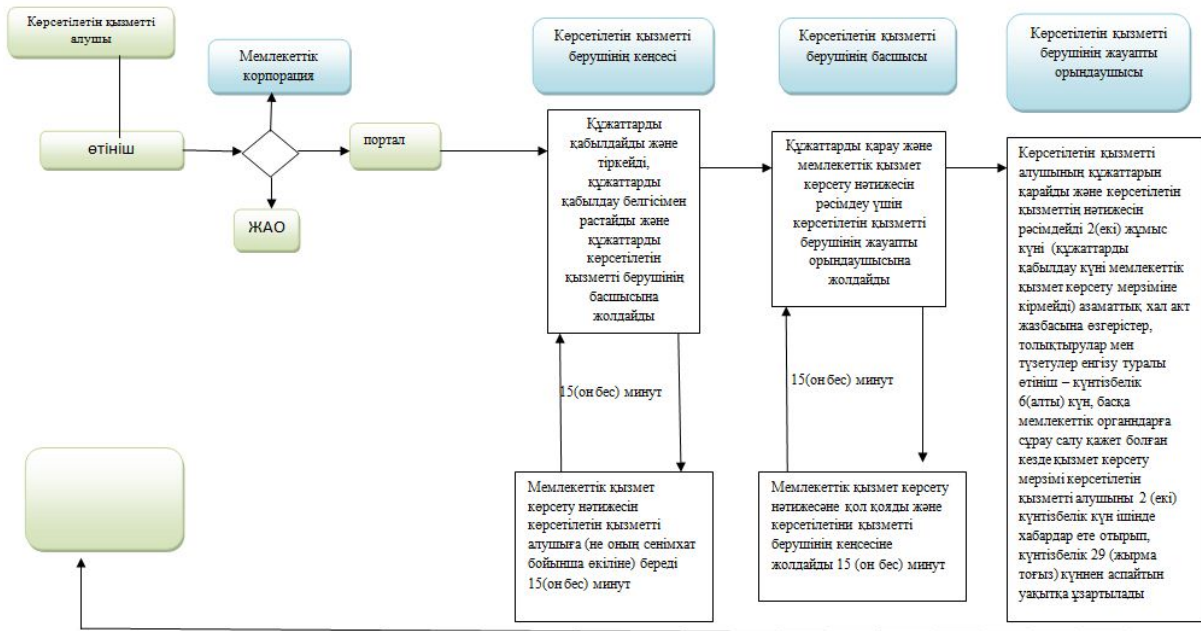 Көрсетілетін қызметті
алушы
Мемлекеттік
корпорация
өтініш
портал
ЖАО
Көрсетілетін қызметті
берушінің кеңсесі
Көрсетілетін қызметті
берушінің басшысы
Көрсетілетін қызметті
берушінің жауапты
орындаушысы
Құжаттарды
қабылдайды және
тіркейді,
құжаттарды
қабылдау белгісімен
растайды және
құжаттарды
көрсетілетін
қызметті берушінің
басшысына
жолдайды
Құжаттарды қарау және
мемлекеттік қызмет
көрсету нәтижесін
рәсімдеу үшін
көрсетілетін қызметті
берушінің жауапты
орындаушысына
жолдайды
Көрсетілетін қызметті
алушының құжаттарын
қарайды және көрсетілетін
қызметтің нәтижесін
рәсімдейді 2(екі) жұмыс
күні (құжаттарды
қабылдау күні мемлекеттік
қызмет көрсету мерзіміне
кірмейді) азаматтық хал акт
жазбасына өзгерістер,
толықтырулар мен
түзетулер енгізу туралы
өтініш – күнтізбелік
6(алты) күн, басқа
мемлекеттік органндарға
сұрау салу қажет болған
кезде қызмет көрсету
мерзімі көрсетілетін
қызметті алушыны 2 (екі)
күнтізбелік күн ішінде
хабардар ете отырып,
күнтізбелік 29 (жырма
тоғыз) күннен аспайтын
уақытқа ұзартылады
15(он бес) минут
15(он бес) минут
Мемлекеттік қызмет
көрсету нәтижесін
көрсетілетін қызметті
алушыға (не оның сенімхат
бойынша өкіліне) береді
15(он бес) минут
Мемлекеттік қызмет көрсету
нәтижесәне қол қояды және
көрсетілетіни қызметті
берушінің кеңсесіне
жолдайды 15 (он бес) минут